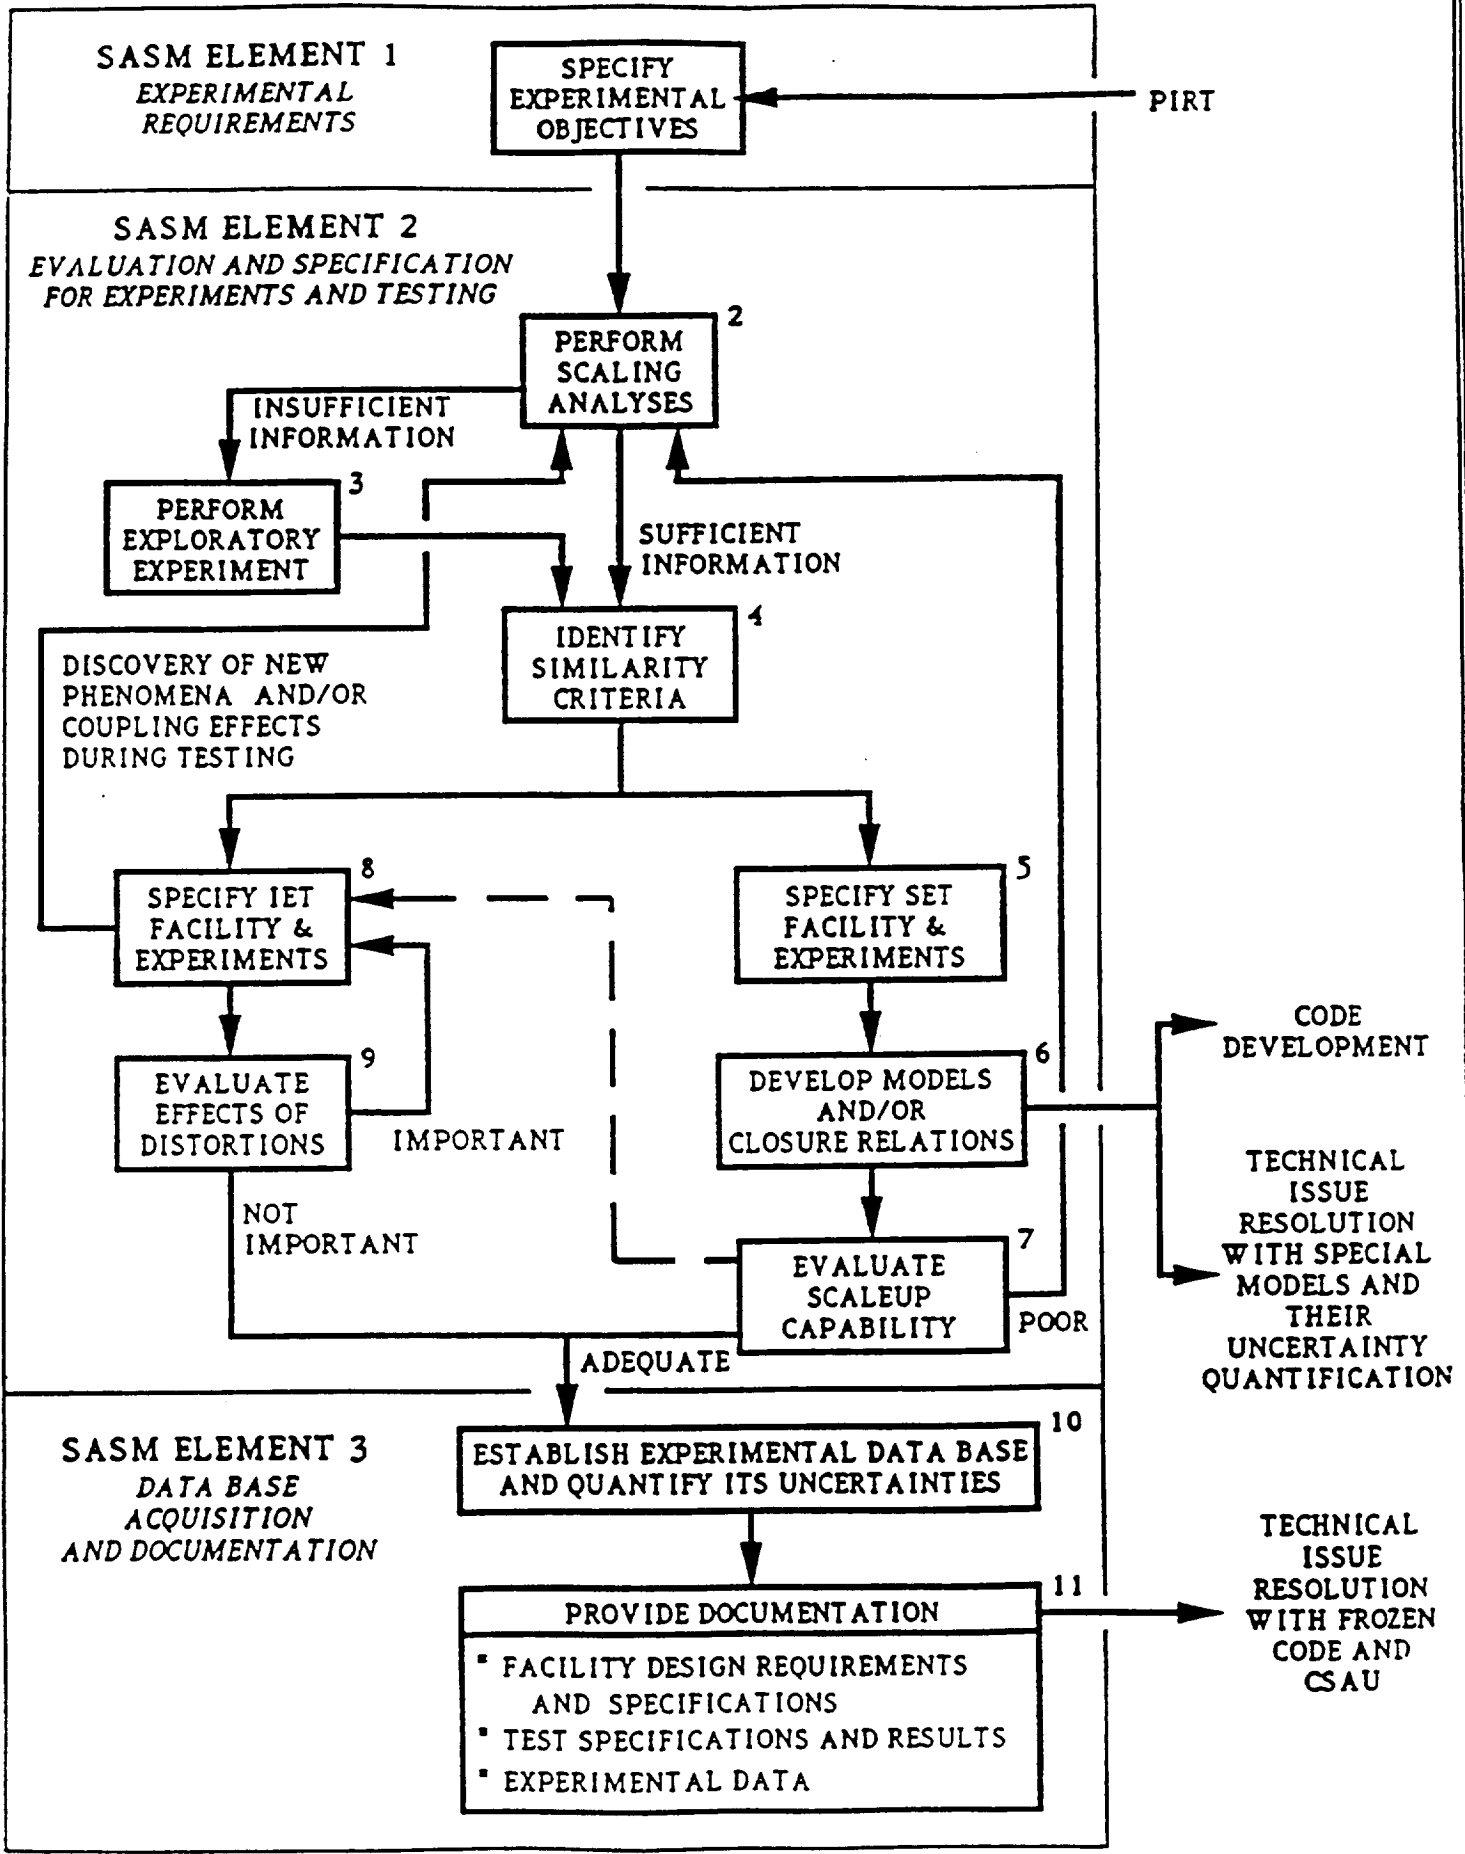 SASM ELEMENT 1
EXPERIMENTAL
REQUIREMENTS
SPECIFY
EXPERIMENTAL
OBJECTIVES
PIRT
SASM ELEMENT 2
EVALUATION AND SPECIFICATION
FOR EXPERIMENTS AND TESTING
2
PERFORM
SCALING
ANALYSES
INSUFFICIENT
INFORMATION
3
PERFORM
EXPLORATORY
EXPERIMENT
SUFFICIENT
INFORMATION
4
IDENTIFY
SIMILARITY
CRITERIA
DISCOVERY OF NEW
PHENOMENA AND/OR
COUPLING EFFECTS
DURING TESTING
8
SPECIFY IET
FACILITY &
EXPERIMENTS
5
SPECIFY SET
FACILITY &
EXPERIMENTS
9
EVALUATE
EFFECTS OF
DISTORTIONS
IMPORTANT
NOT
IMPORTANT
6
DEVELOP MODELS
AND/OR
CLOSURE RELATIONS
CODE
DEVELOPMENT
TECHNICAL
ISSUE
RESOLUTION
WITH SPECIAL
MODELS AND
THEIR
UNCERTAINTY
QUANTIFICATION
7
EVALUATE
SCALEUP
CAPABILITY
POOR
ADEQUATE
SASM ELEMENT 3
DATA BASE
ACQUISITION
AND DOCUMENTATION
10
ESTABLISH EXPERIMENTAL DATA BASE
AND QUANTIFY ITS UNCERTAINTIES
11
PROVIDE DOCUMENTATION
▪ FACILITY DESIGN REQUIREMENTS
AND SPECIFICATIONS
▪ TEST SPECIFICATIONS AND RESULTS
▪ EXPERIMENTAL DATA
TECHNICAL
ISSUE
RESOLUTION
WITH FROZEN
CODE AND
CSAU